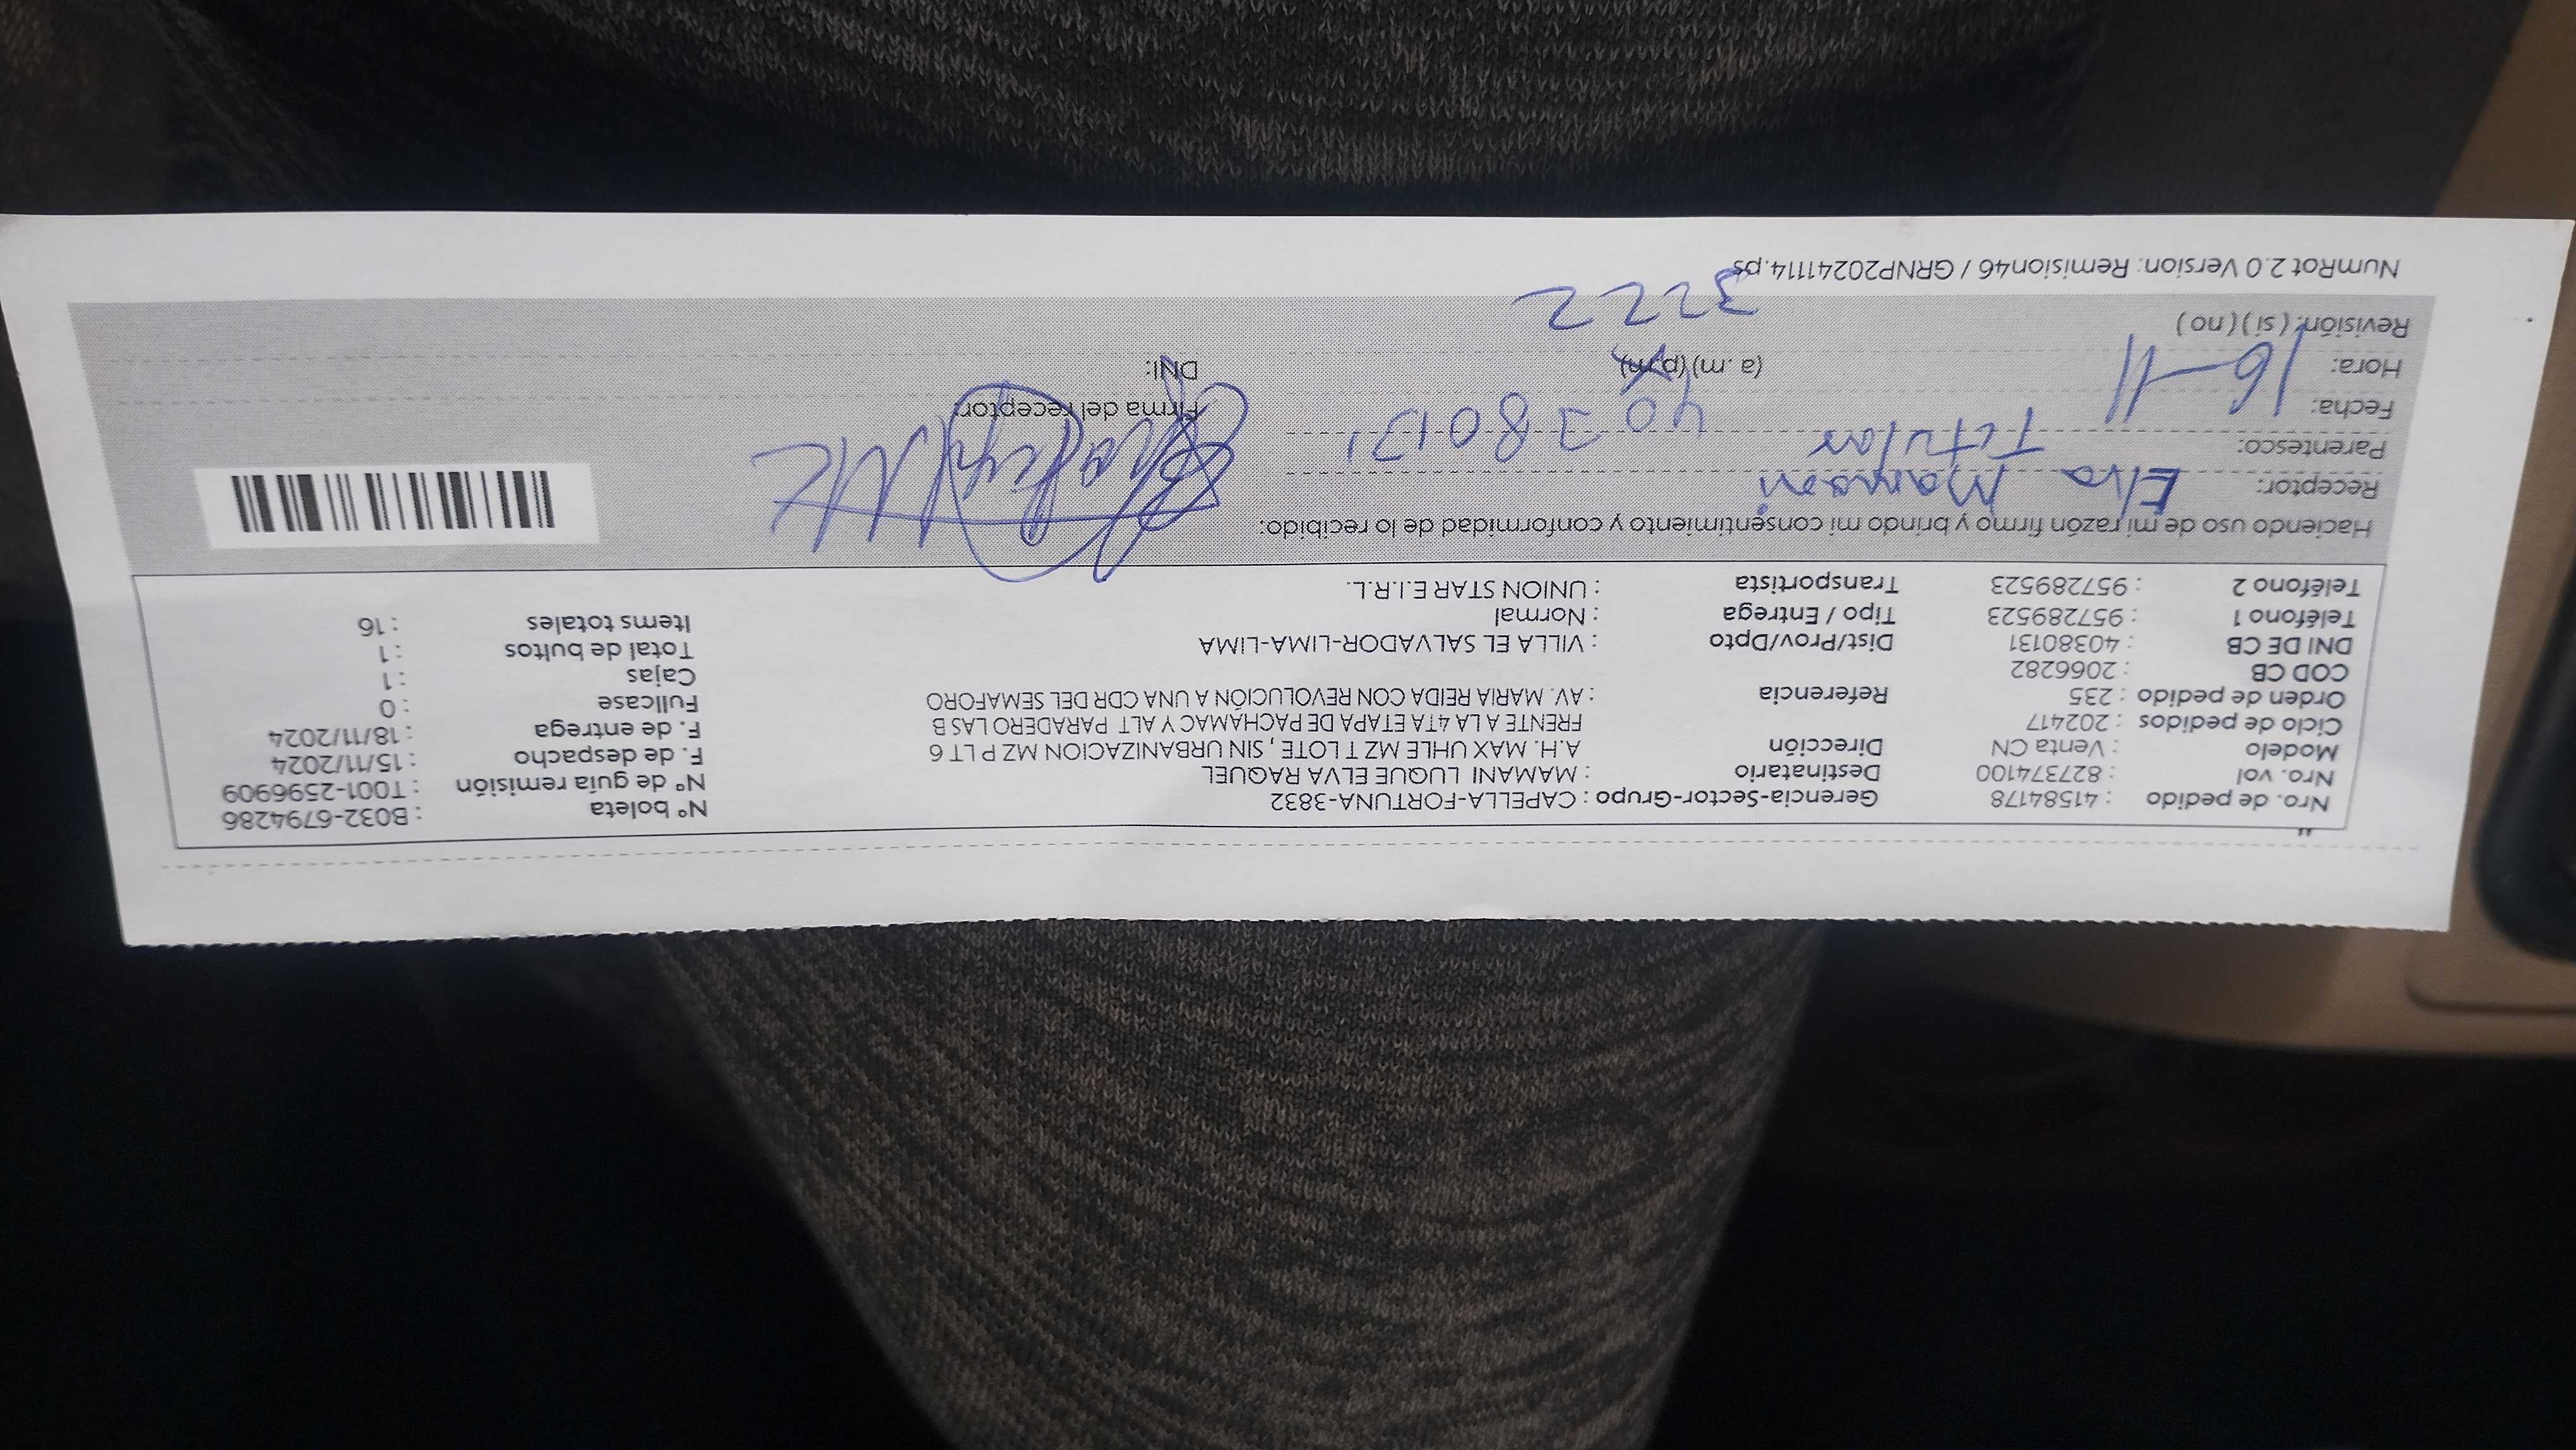 "
Nro. de pedido : 41584178 Gerencia-Sector-Grupo : CAPELLA-FORTUNA-3832 N° boleta : B032-6794286
Nro. vol : 827374100 Destinatario : MAMANI LUQUE ELVA RAQUEL N° de guía remisión : T001-2596909
Modelo : Venta CN Dirección A.H. MAX UHLE MZ T LOTE , SIN URBANIZACION MZ P LT 6 F. de despacho : 15/11/2024
Ciclo de pedidos : 202417 FRENTE A LA 4TA ETAPA DE PACHAMAC Y ALT PARADERO LAS B F. de entrega : 18/11/2024
Orden de pedido : 235 Referencia : AV. MARIA REIDA CON REVOLUCIÓN A UNA CDR DEL SEMAFORO Fullcase : 0
COD CB : 2066282 Cajas : 1
DNI DE CB : 40380131 Dist/Prov/Dpto : VILLA EL SALVADOR-LIMA-LIMA Total de bultos : 1
Teléfono 1 : 957289523 Tipo / Entrega : Normal Items totales : 16
Teléfono 2 : 957289523 Transportista : UNION STAR E.I.R.L.
Haciendo uso de mi razón firmo y brindo mi consentimiento y conformidad de lo recibido:
Receptor: Elva Mamani
Parentesco: Titular 40380131
Fecha: 16-11 Firma del receptor:
Hora: (a.m) (p.m) DNI:
Revisión: ( si ) ( no ) 3222
NumRot 2.0 Version: Remision46 / GRNP20241114.ps